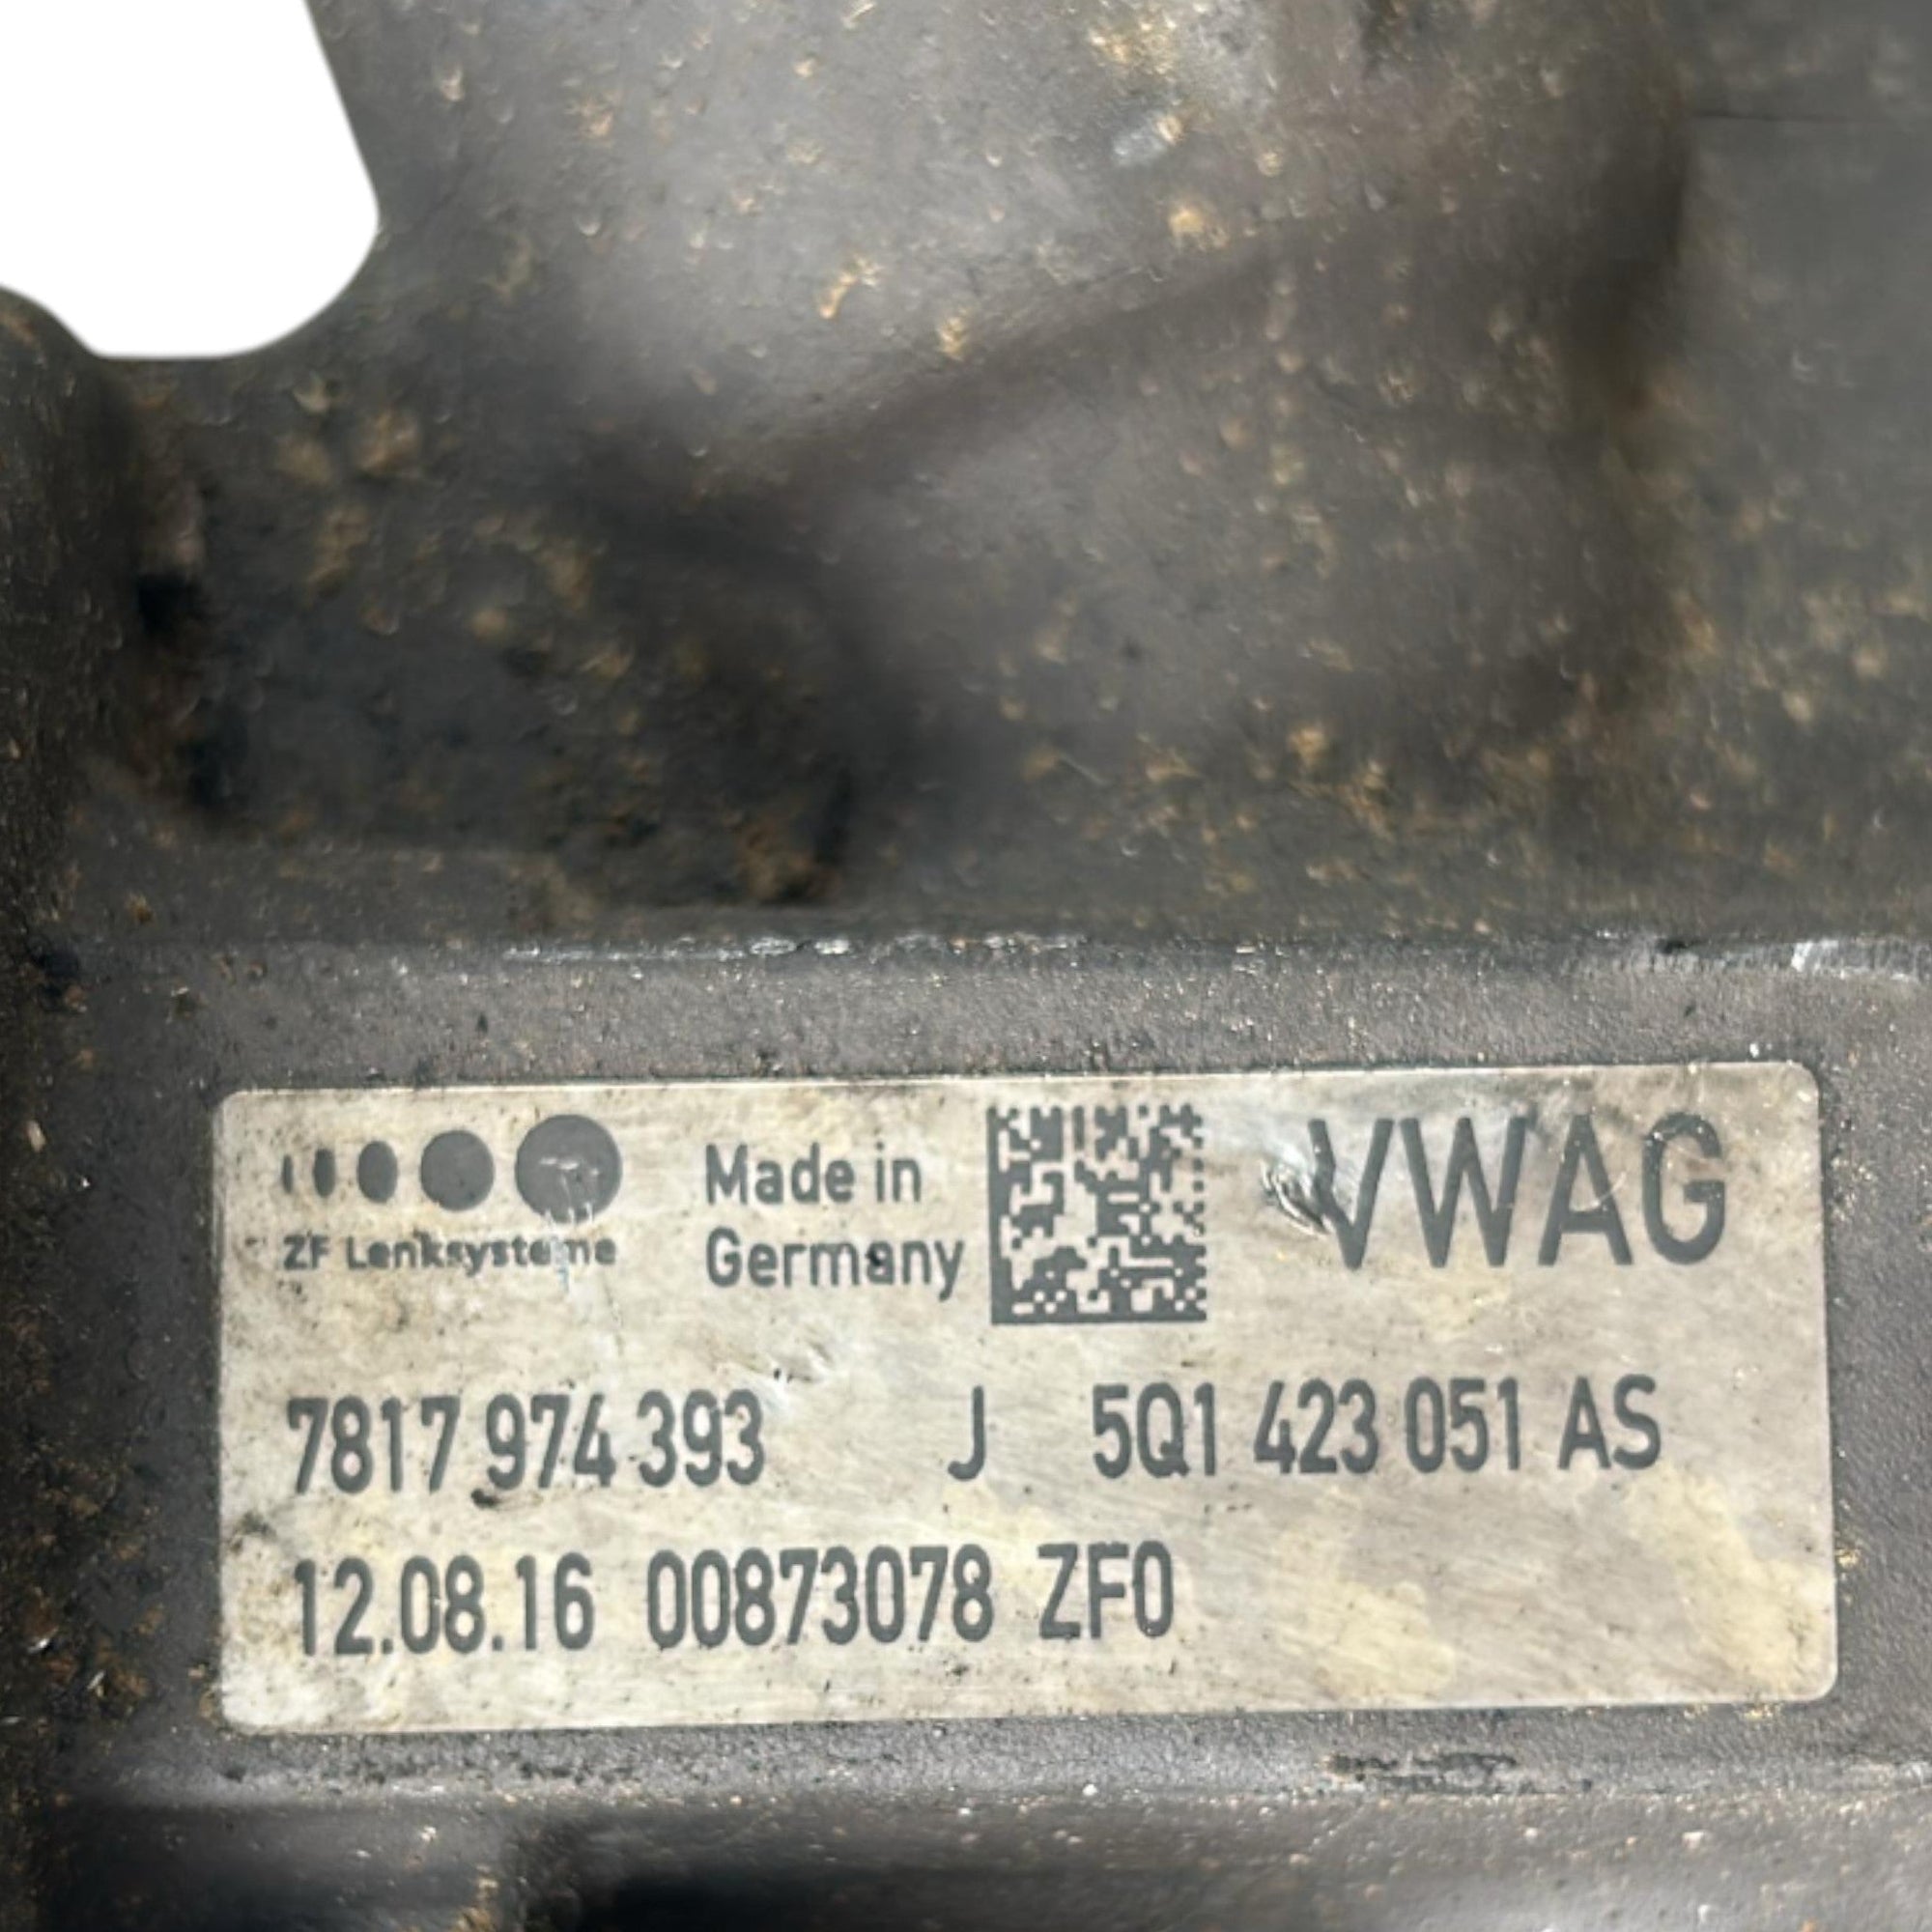 ZF Lenksysteme
Made in
Germany
VWAG
7817 974 393 J 5Q1 423 051 AS
12.08.16 00873078 ZF0